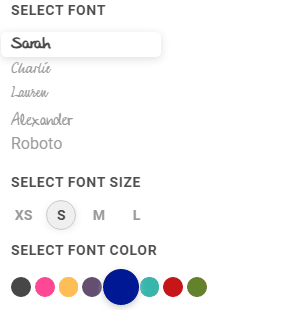 SELECT FONT
Sarah
Charlie
Lauren
Alexander
Roboto
SELECT FONT SIZE
XS S M L
SELECT FONT COLOR